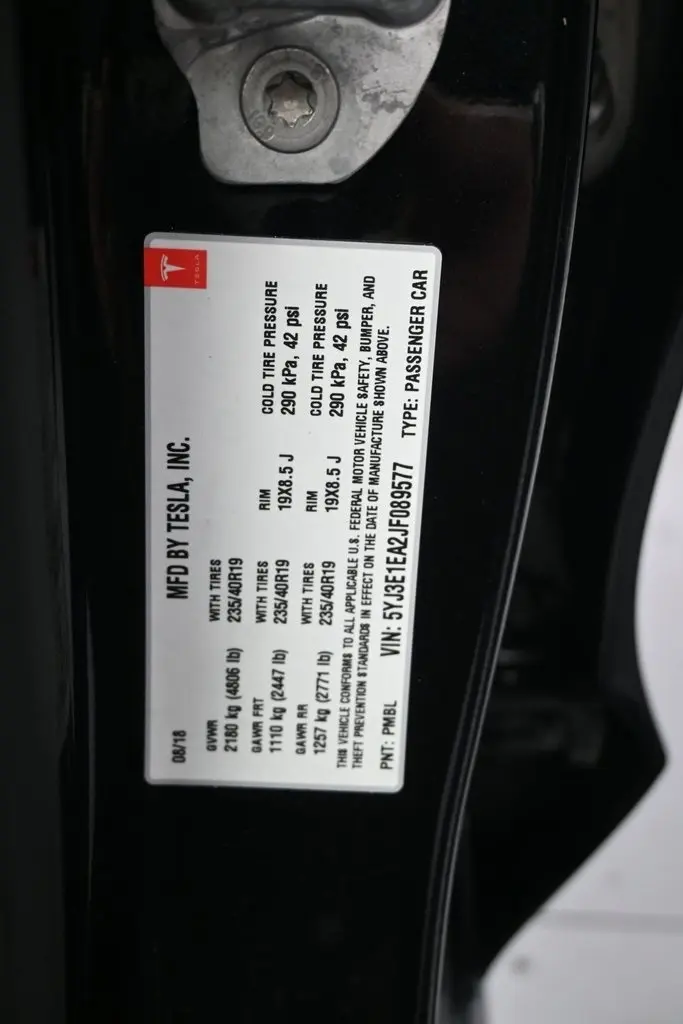 TESLA
MFD BY TESLA, INC.
08/18
GVWR WITH TIRES
2180 kg (4806 lb) 235/40R19
GAWR FRT WITH TIRES RIM COLD TIRE PRESSURE
1110 kg (2447 lb) 235/40R19 19X8.5 J 290 kPa, 42 psi
GAWR RR WITH TIRES RIM COLD TIRE PRESSURE
1257 kg (2771 lb) 235/40R19 19X8.5 J 290 kPa, 42 psi
THIS VEHICLE CONFORMS TO ALL APPLICABLE U.S. FEDERAL MOTOR VEHICLE SAFETY, BUMPER, AND
THEFT PREVENTION STANDARDS IN EFFECT ON THE DATE OF MANUFACTURE SHOWN ABOVE.
PNT: PMBL VIN: 5YJ3E1EA2JF089577 TYPE: PASSENGER CAR